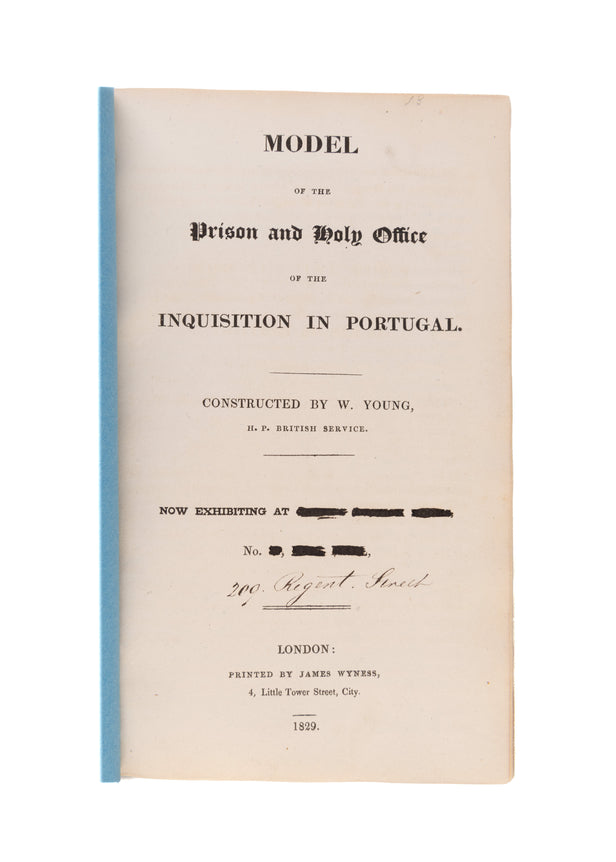 13
MODEL
OF THE
Prison and Holy Office
OF THE
INQUISITION IN PORTUGAL.
CONSTRUCTED BY W. YOUNG,
H. P. BRITISH SERVICE.
NOW EXHIBITING AT
No.
209. Regent. Street
LONDON:
PRINTED BY JAMES WYNESS,
4, Little Tower Street, City.
1829.